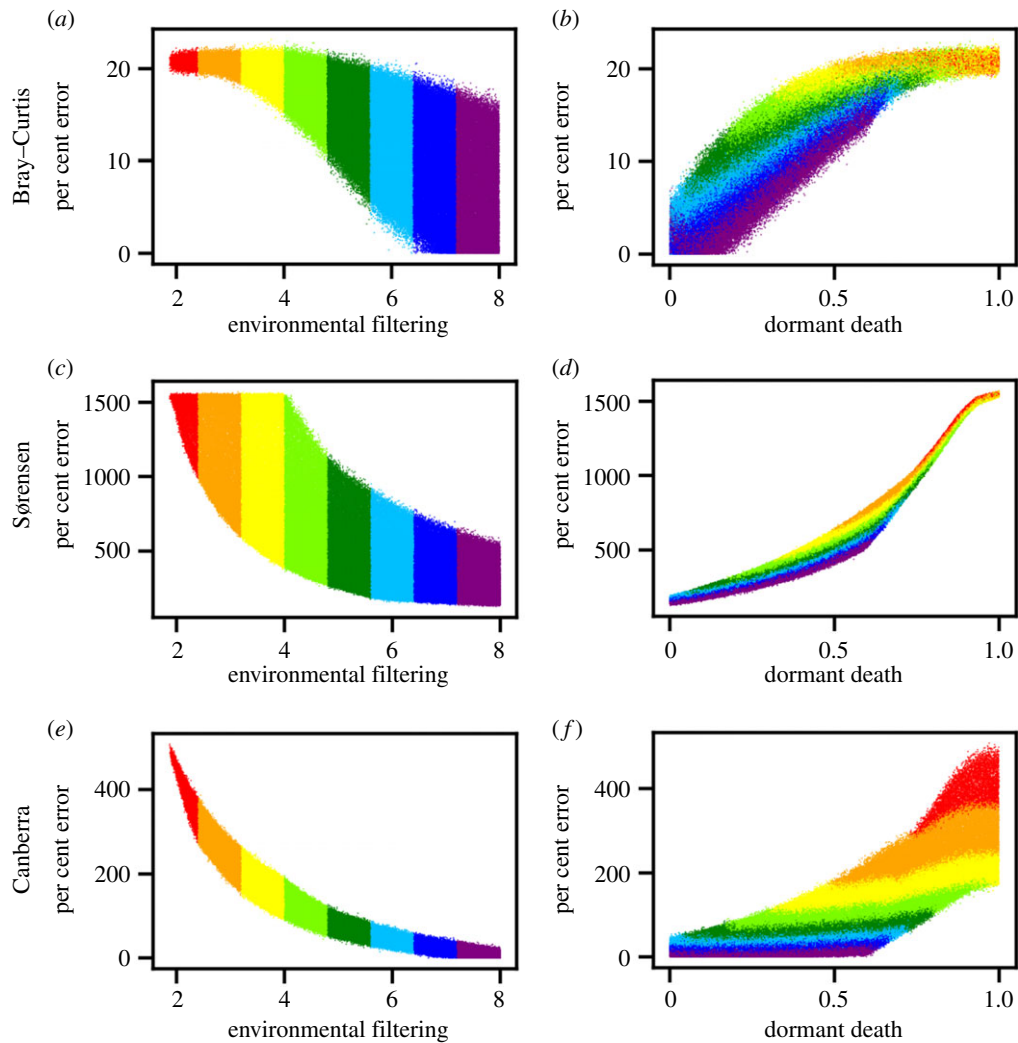 (a)
(b)
Bray–Curtis
per cent error
20
10
0
2 4 6 8
environmental filtering
per cent error
20
10
0
0 0.5 1.0
dormant death
(c)
(d)
Sørensen
per cent error
1500
1000
500
2 4 6 8
environmental filtering
per cent error
1500
1000
500
0 0.5 1.0
dormant death
(e)
(f)
Canberra
per cent error
400
200
0
2 4 6 8
environmental filtering
per cent error
400
200
0
0 0.5 1.0
dormant death